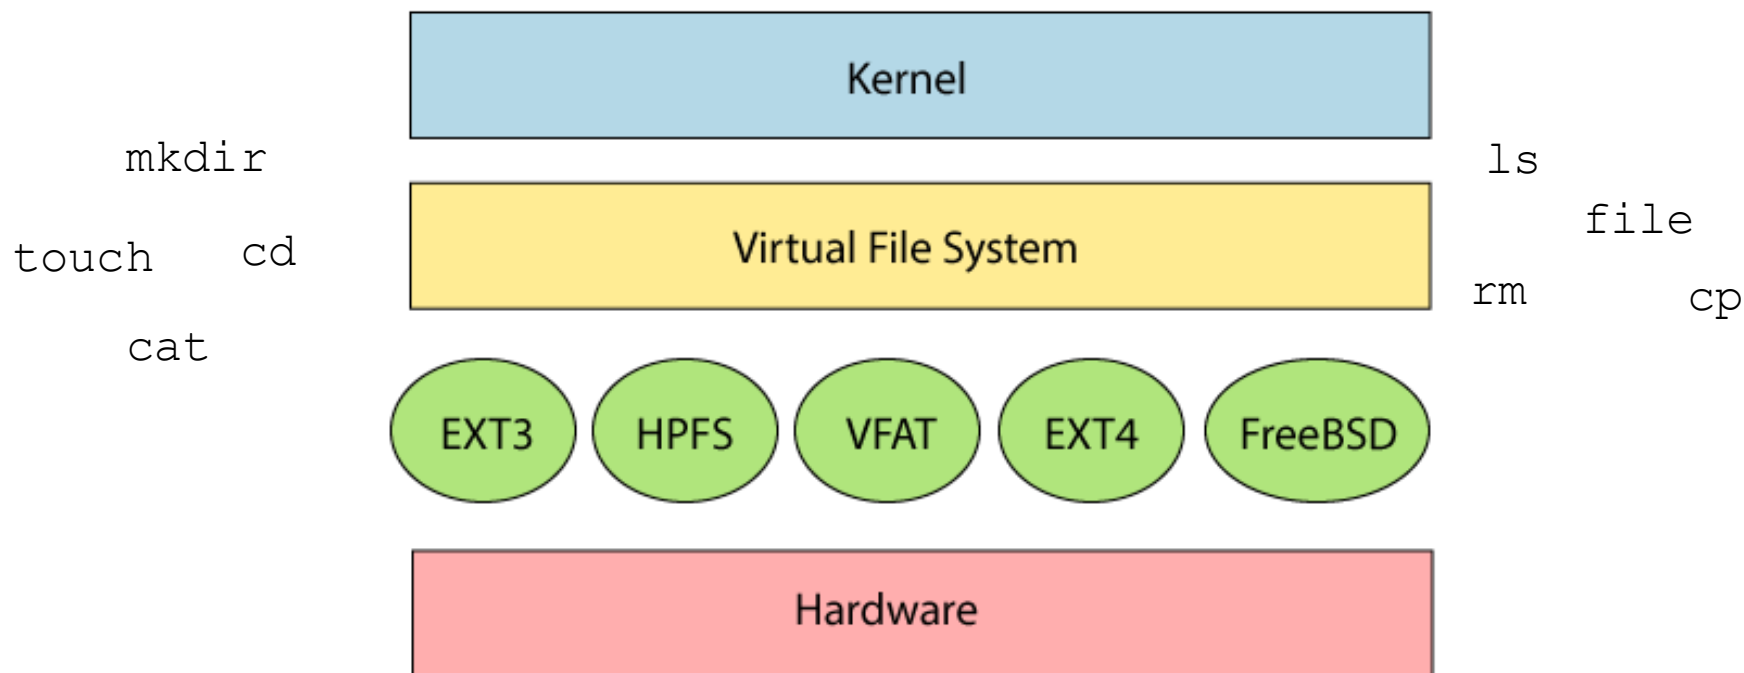 Kernel
mkdir
ls
file
Virtual File System
touch cd
rm cp
cat
EXT3 HPFS VFAT EXT4 FreeBSD
Hardware